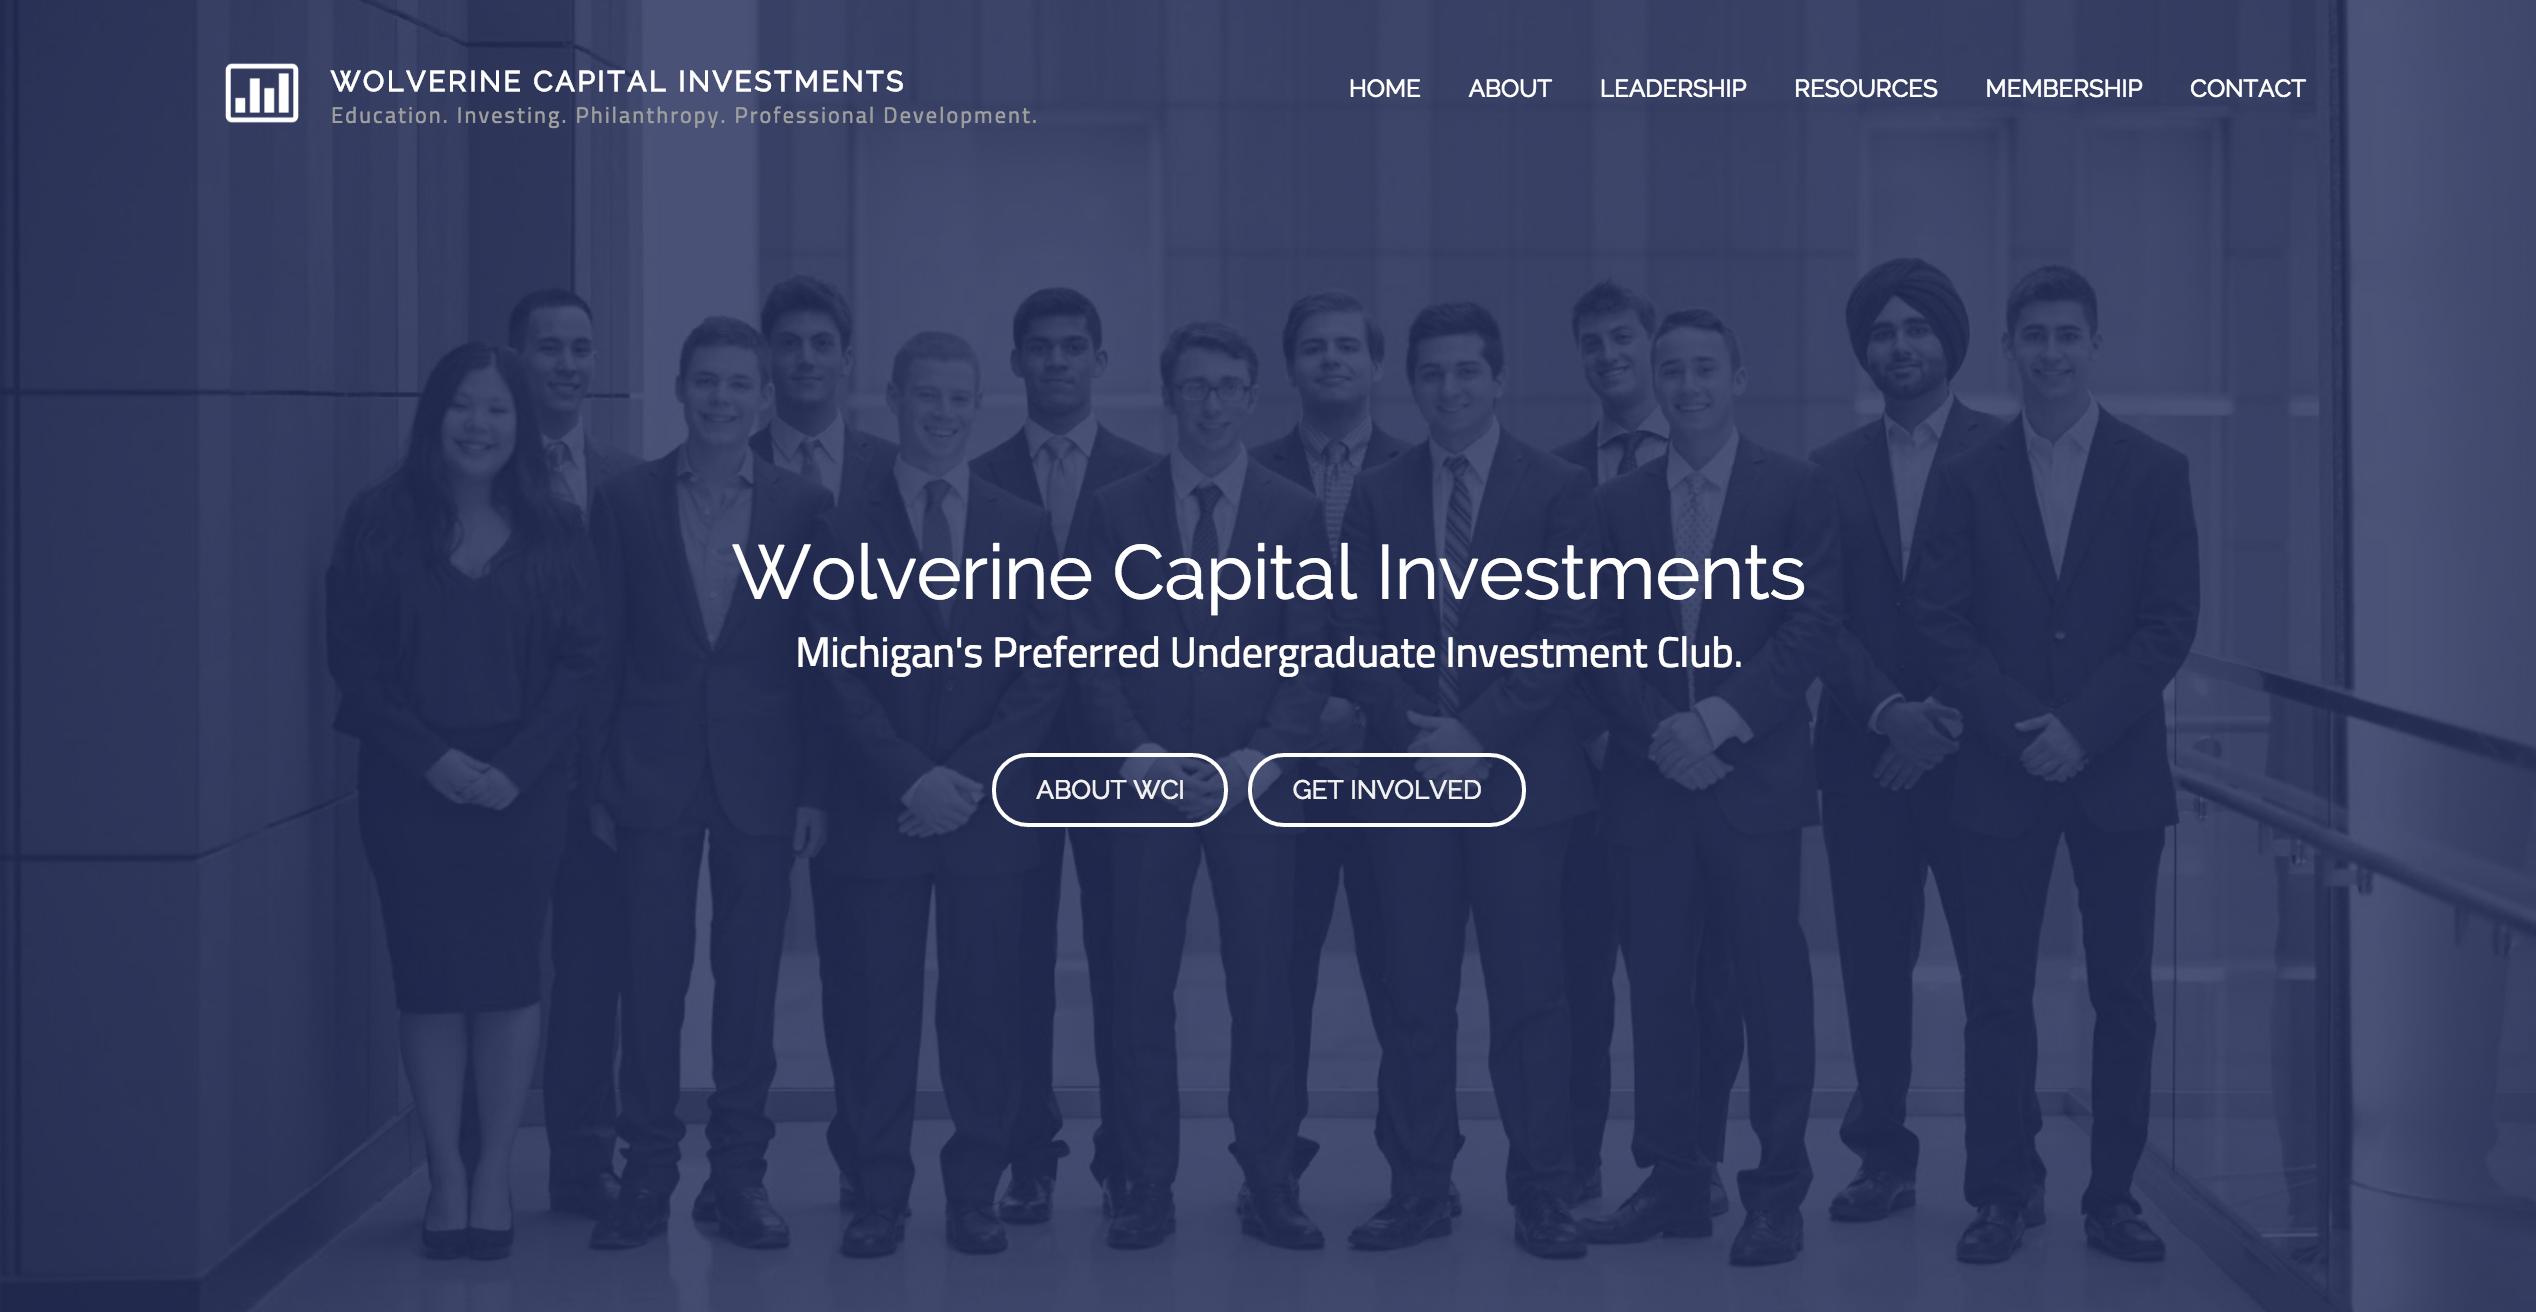 WOLVERINE CAPITAL INVESTMENTS
Education. Investing. Philanthropy. Professional Development.
HOME ABOUT LEADERSHIP RESOURCES MEMBERSHIP CONTACT
Wolverine Capital Investments
Michigan's Preferred Undergraduate Investment Club.
ABOUT WCI GET INVOLVED